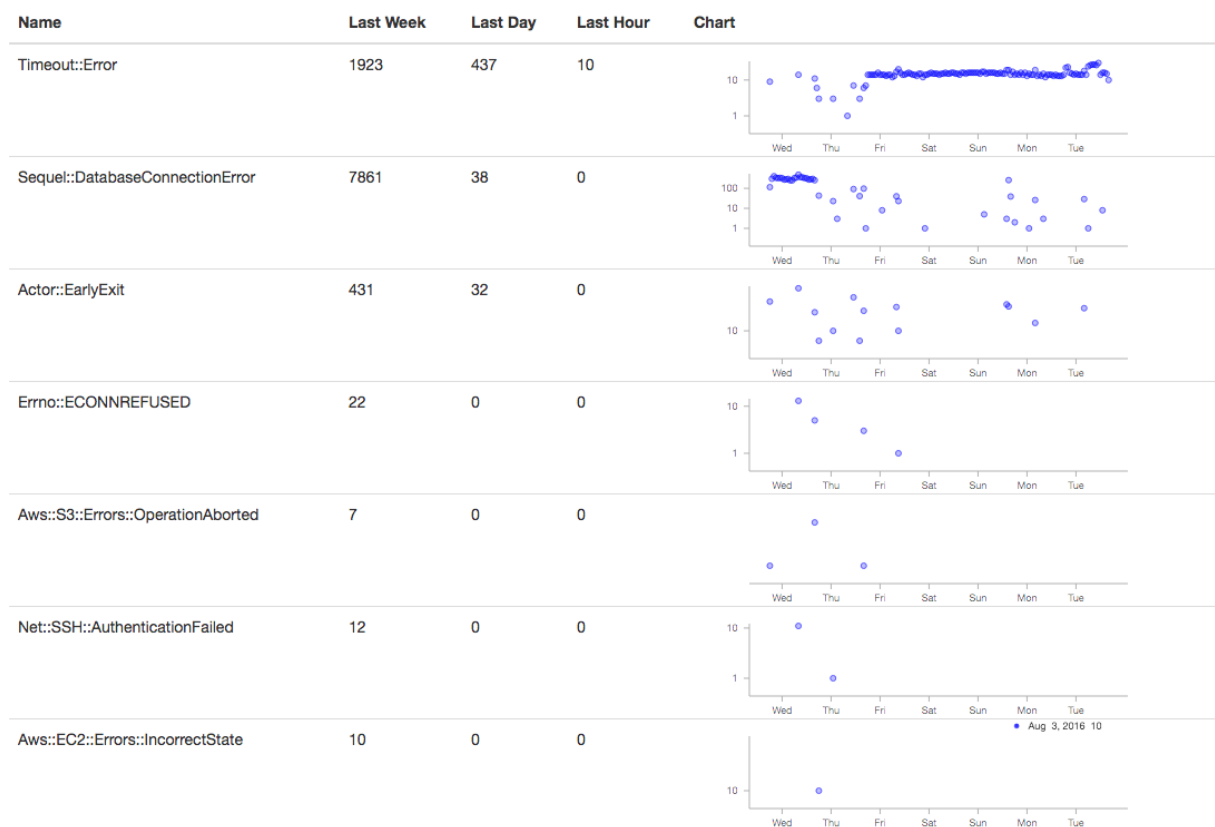 Name Last Week Last Day Last Hour Chart
Timeout::Error 1923 437 10
10
1
Wed Thu Fri Sat Sun Mon Tue
Sequel::DatabaseConnectionError 7861 38 0
100
10
1
Wed Thu Fri Sat Sun Mon Tue
Actor::EarlyExit 431 32 0
10
Wed Thu Fri Sat Sun Mon Tue
Errno::ECONNREFUSED 22 0 0
10
1
Wed Thu Fri Sat Sun Mon Tue
Aws::S3::Errors::OperationAborted 7 0 0
Wed Thu Fri Sat Sun Mon Tue
Net::SSH::AuthenticationFailed 12 0 0
10
1
Wed Thu Fri Sat Sun Mon Tue
Aug 3, 2016 10
Aws::EC2::Errors::IncorrectState 10 0 0
10
Wed Thu Fri Sat Sun Mon Tue